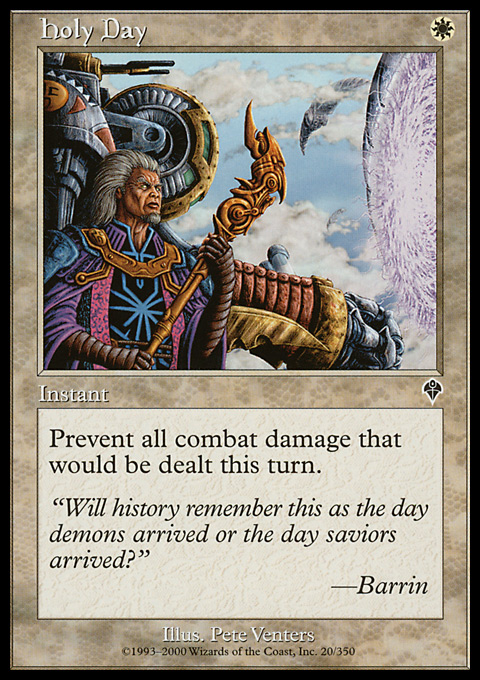 Holy Day
Instant
Prevent all combat damage that
would be dealt this turn.
“Will history remember this as the day
demons arrived or the day saviors
arrived?”
—Barrin
Illus. Pete Venters
©1993–2000 Wizards of the Coast, Inc. 20/350